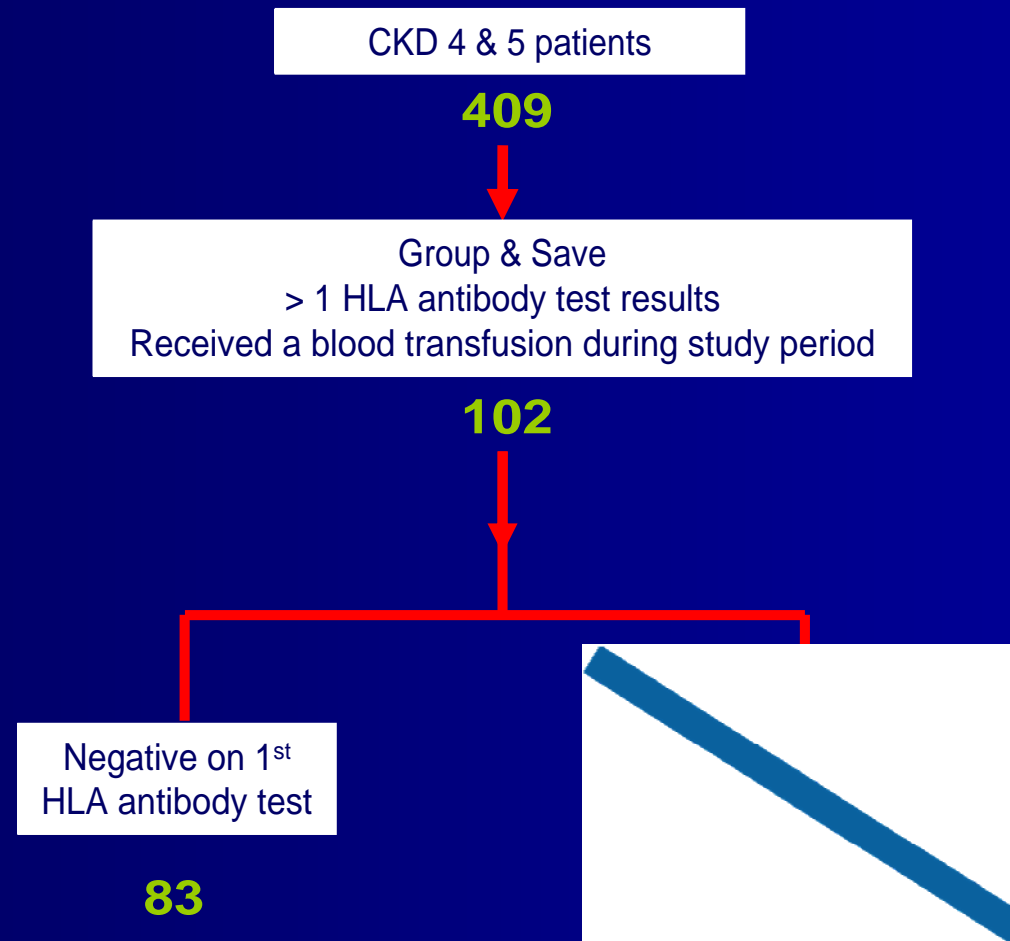 CKD 4 & 5 patients
409
Group & Save
> 1 HLA antibody test results
Received a blood transfusion during study period
102
Negative on 1st
HLA antibody test
83